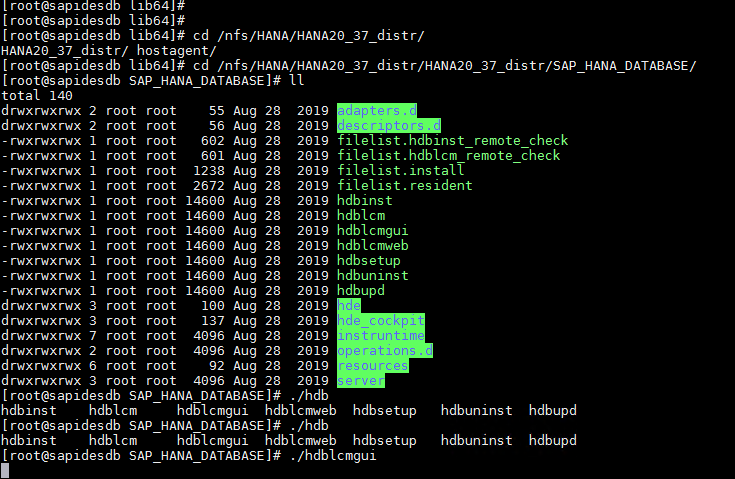 [root@sapidesdb lib64]#
[root@sapidesdb lib64]#
[root@sapidesdb lib64]# cd /nfs/HANA/HANA20_37_distr/
HANA20_37_distr/ hostagent/
[root@sapidesdb lib64]# cd /nfs/HANA/HANA20_37_distr/HANA20_37_distr/SAP_HANA_DATABASE/
[root@sapidesdb SAP_HANA_DATABASE]# ll
total 140
drwxrwxrwx 2 root root    55 Aug 28  2019 adapters.d
drwxrwxrwx 2 root root    56 Aug 28  2019 descriptors.d
-rwxrwxrwx 1 root root   602 Aug 28  2019 filelist.hdbinst_remote_check
-rwxrwxrwx 1 root root   601 Aug 28  2019 filelist.hdblcm_remote_check
-rwxrwxrwx 1 root root  1238 Aug 28  2019 filelist.install
-rwxrwxrwx 1 root root  2672 Aug 28  2019 filelist.resident
-rwxrwxrwx 1 root root 14600 Aug 28  2019 hdbinst
-rwxrwxrwx 1 root root 14600 Aug 28  2019 hdblcm
-rwxrwxrwx 1 root root 14600 Aug 28  2019 hdblcmgui
-rwxrwxrwx 1 root root 14600 Aug 28  2019 hdblcmweb
-rwxrwxrwx 1 root root 14600 Aug 28  2019 hdbsetup
-rwxrwxrwx 1 root root 14600 Aug 28  2019 hdbuninst
-rwxrwxrwx 1 root root 14600 Aug 28  2019 hdbupd
drwxrwxrwx 3 root root   100 Aug 28  2019 hde
drwxrwxrwx 3 root root   137 Aug 28  2019 hde_cockpit
drwxrwxrwx 7 root root  4096 Aug 28  2019 instruntime
drwxrwxrwx 2 root root  4096 Aug 28  2019 operations.d
drwxrwxrwx 6 root root    92 Aug 28  2019 resources
drwxrwxrwx 3 root root  4096 Aug 28  2019 server
[root@sapidesdb SAP_HANA_DATABASE]# ./hdb
hdbinst    hdblcm     hdblcmgui  hdblcmweb  hdbsetup   hdbuninst  hdbupd
[root@sapidesdb SAP_HANA_DATABASE]# ./hdb
hdbinst    hdblcm     hdblcmgui  hdblcmweb  hdbsetup   hdbuninst  hdbupd
[root@sapidesdb SAP_HANA_DATABASE]# ./hdblcmgui